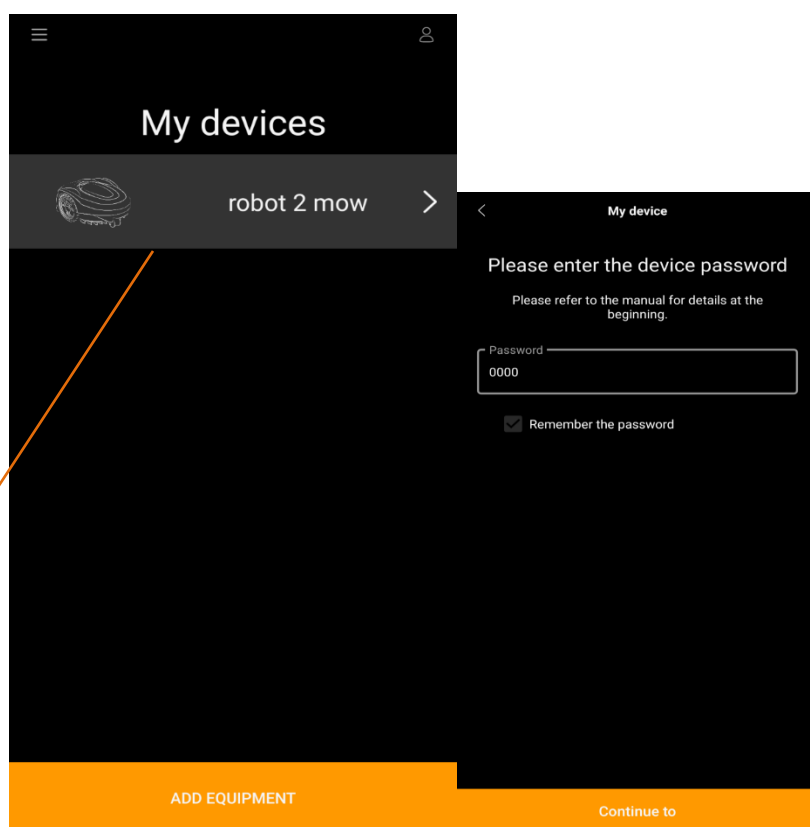 My devices
robot 2 mow
ADD EQUIPMENT
My device
Please enter the device password
Please refer to the manual for details at the
beginning.
Password
0000
Remember the password
Continue to